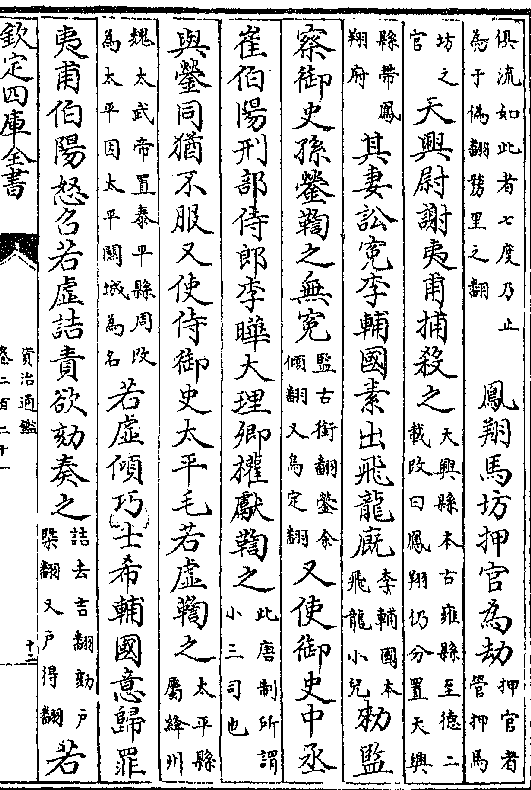 俱流如此者七度乃止
為于偽翻務里之翻
鳳翔馬坊押官為劫
押官者
管押馬
坊之
官
天興尉謝夷甫捕殺之
天興縣本古雍縣至德二
載改曰鳳翔仍分置天興
縣帶鳳
翔府
其妻訟寃李輔國素出飛龍廐
李輔國本
飛龍小兒
勅監
察御史孫鎣鞫之無寃
監古銜翻鎣余
傾翻又烏定翻
又使御史中丞
崔伯陽刑部侍郎李曄大理卿權獻鞫之
此唐制所謂
小三司也
與鎣同猶不服又使侍御史太平毛若虛鞫之
太平縣
屬絳州
魏太武帝置泰平縣周改
為太平因太平關城為名
若虛傾巧士希輔國意歸罪
夷甫伯陽怒召若虛詰責欲劾奏之
詰去吉翻劾戶
槩翻又戶得翻
若
欽定四庫全書
資治通鑑
卷二百二十一
十二